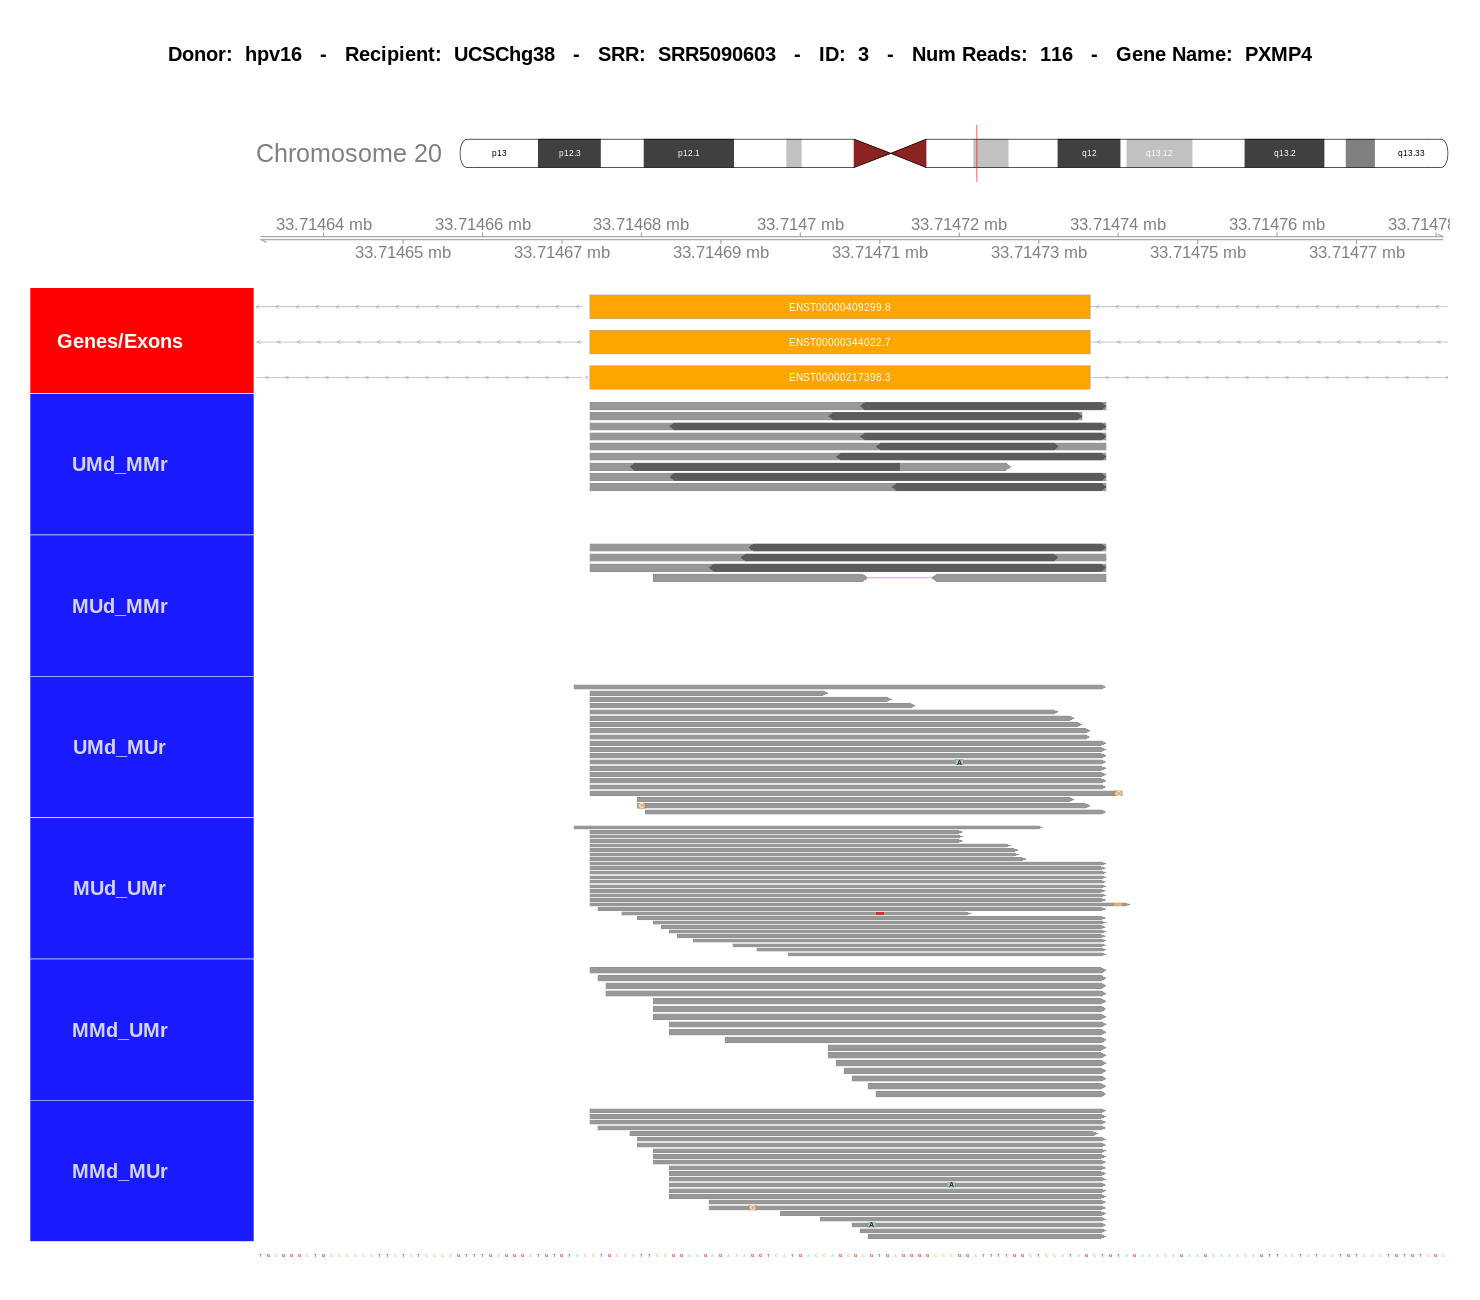 Donor: hpv16 - Recipient: UCSChg38 - SRR: SRR5090603 - ID: 3 - Num Reads: 116 - Gene Name: PXMP4
Chromosome 20 p13 p12.3 p12.1 q12 q13.12 q13.2 q13.33
33.71464 mb 33.71466 mb 33.71468 mb 33.7147 mb 33.71472 mb 33.71474 mb 33.71476 mb 33.71478
33.71465 mb 33.71467 mb 33.71469 mb 33.71471 mb 33.71473 mb 33.71475 mb 33.71477 mb
ENST00000409299.8
Genes/Exons
ENST00000344022.7
ENST00000217398.3
UMd_MMr
MUd_MMr
UMd_MUr
A
C
C
MUd_UMr
MMd_UMr
MMd_MUr
A
C
A